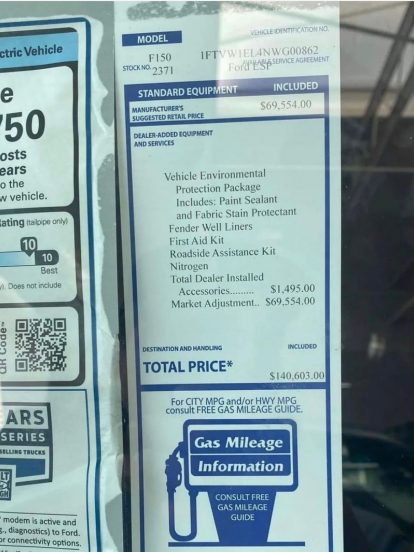 ctric Vehicle
e
750
osts
ears
o the
w vehicle.
ating (tailpipe only)
10
10
Best
). Does not include
QR Code™
EARS
SERIES
SELLING TRUCKS
modem is active and
., diagnostics) to Ford.
or connectivity options.
MODEL
VEHICLE IDENTIFICATION NO.
F150 1FTVW1EL4NWG00862
STOCK NO. 2371 Ford ESP
AVAILABLE SERVICE AGREEMENT
STANDARD EQUIPMENT INCLUDED
MANUFACTURER'S
SUGGESTED RETAIL PRICE $69,554.00
DEALER-ADDED EQUIPMENT
AND SERVICES
Vehicle Environmental
Protection Package
Includes: Paint Sealant
and Fabric Stain Protectant
Fender Well Liners
First Aid Kit
Roadside Assistance Kit
Nitrogen
Total Dealer Installed
Accessories......... $1,495.00
Market Adjustment.. $69,554.00
DESTINATION AND HANDLING INCLUDED
TOTAL PRICE*
$140,603.00
For CITY MPG and/or HWY MPG
consult FREE GAS MILEAGE GUIDE.
Gas Mileage
Information
CONSULT FREE
GAS MILEAGE
GUIDE